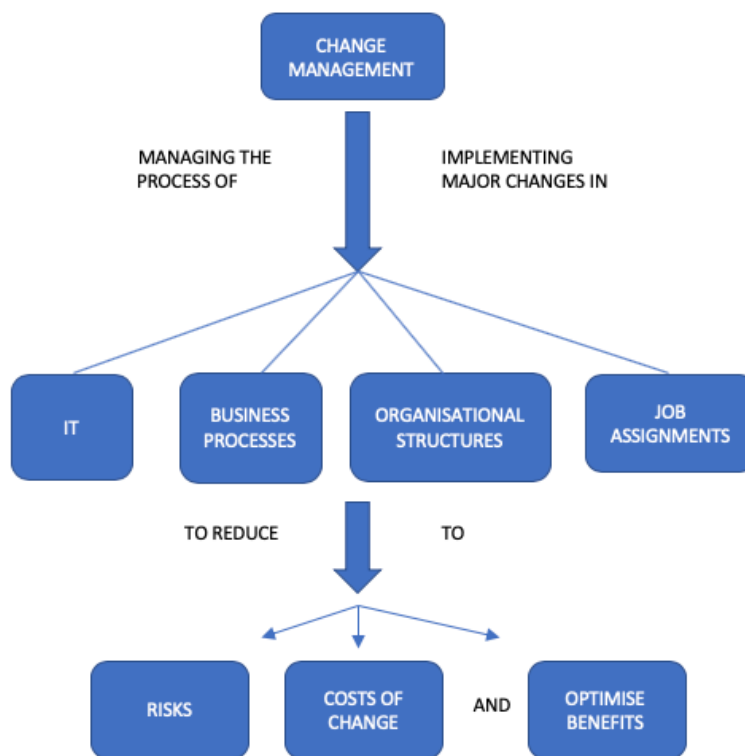 CHANGE
MANAGEMENT
MANAGING THE
PROCESS OF
IMPLEMENTING
MAJOR CHANGES IN
IT
BUSINESS
PROCESSES
ORGANISATIONAL
STRUCTURES
JOB
ASSIGNMENTS
TO REDUCE
TO
RISKS
COSTS OF
CHANGE
AND
OPTIMISE
BENEFITS